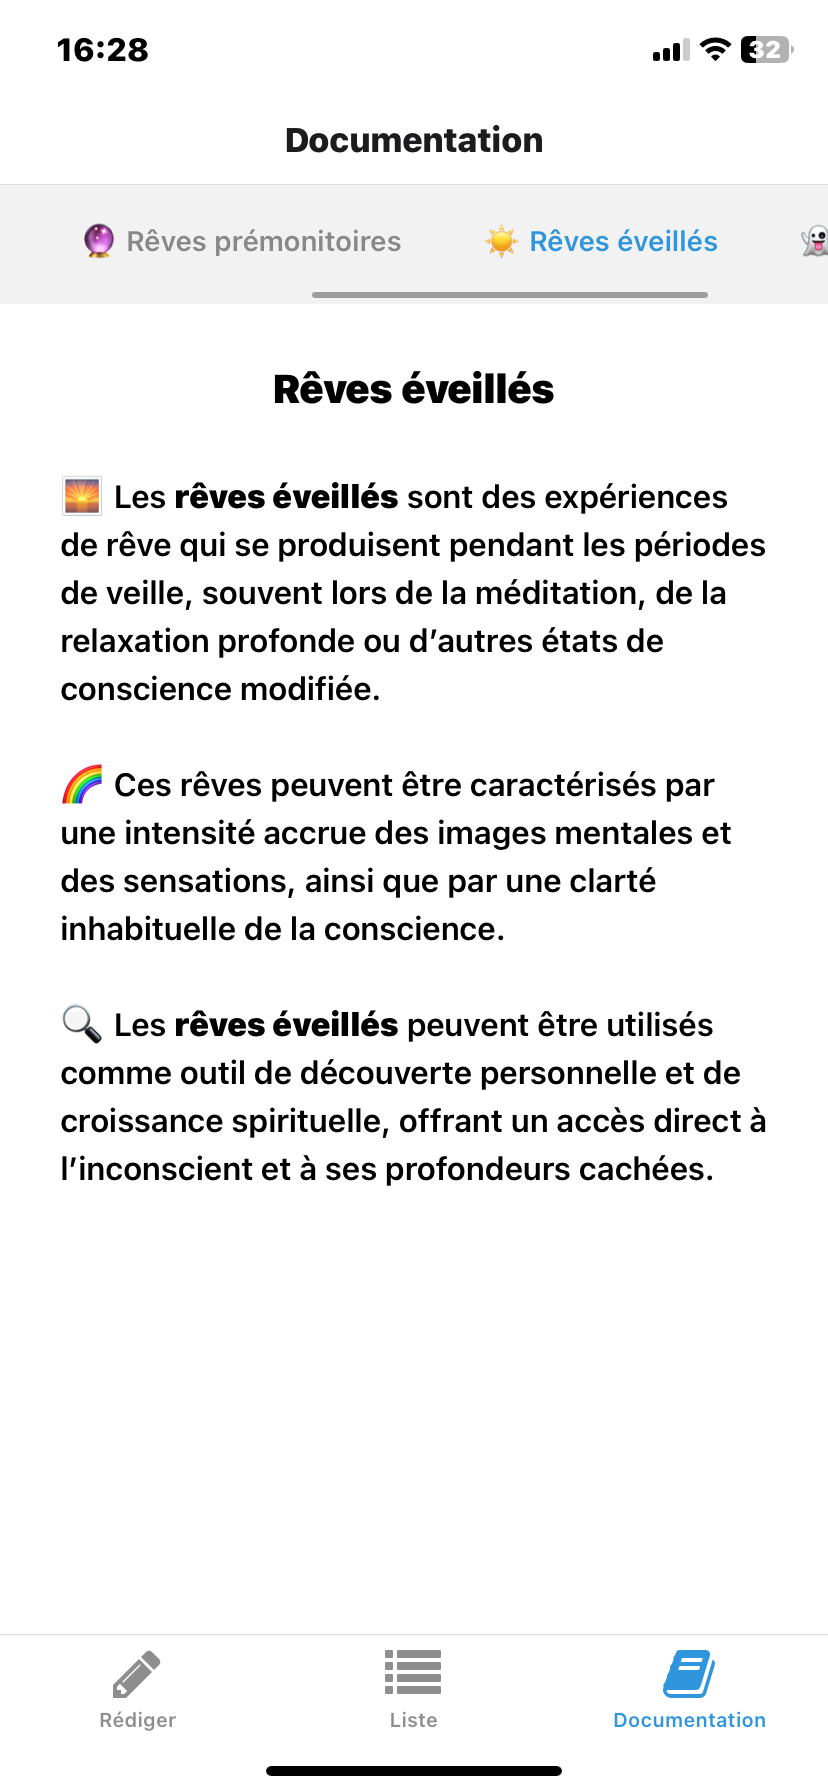 16:28
32
Documentation
Rêves prémonitoires
Rêves éveillés
Rêves éveillés
Les rêves éveillés sont des expériences
de rêve qui se produisent pendant les périodes
de veille, souvent lors de la méditation, de la
relaxation profonde ou d’autres états de
conscience modifiée.
Ces rêves peuvent être caractérisés par
une intensité accrue des images mentales et
des sensations, ainsi que par une clarté
inhabituelle de la conscience.
Les rêves éveillés peuvent être utilisés
comme outil de découverte personnelle et de
croissance spirituelle, offrant un accès direct à
l’inconscient et à ses profondeurs cachées.
Rédiger
Liste
Documentation